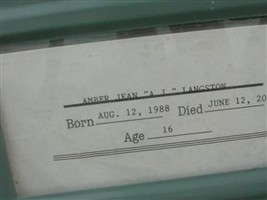 AMBER JEAN "A.J." LANGSTON
Born AUG. 12, 1988 Died JUNE 12, 20
Age 16